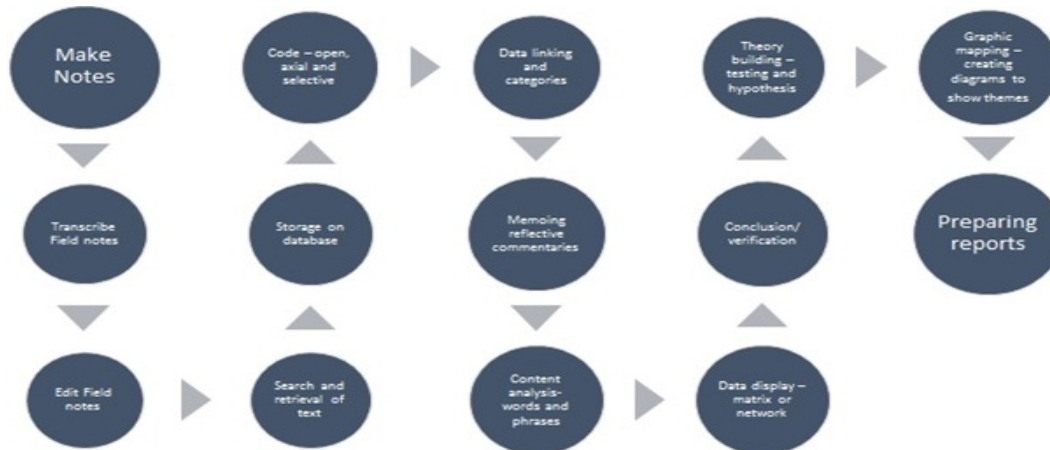 Make
Notes
Transcribe
Field notes
Edit Field
notes
Search and
retrieval of
text
Storage on
database
Code – open,
axial and
selective
Data linking
and
categories
Memoing
reflective
commentaries
Content
analysis-
words and
phrases
Data display –
matrix or
network
Conclusion/
verification
Theory
building –
testing and
hypothesis
Graphic
mapping –
creating
diagrams to
show themes
Preparing
reports